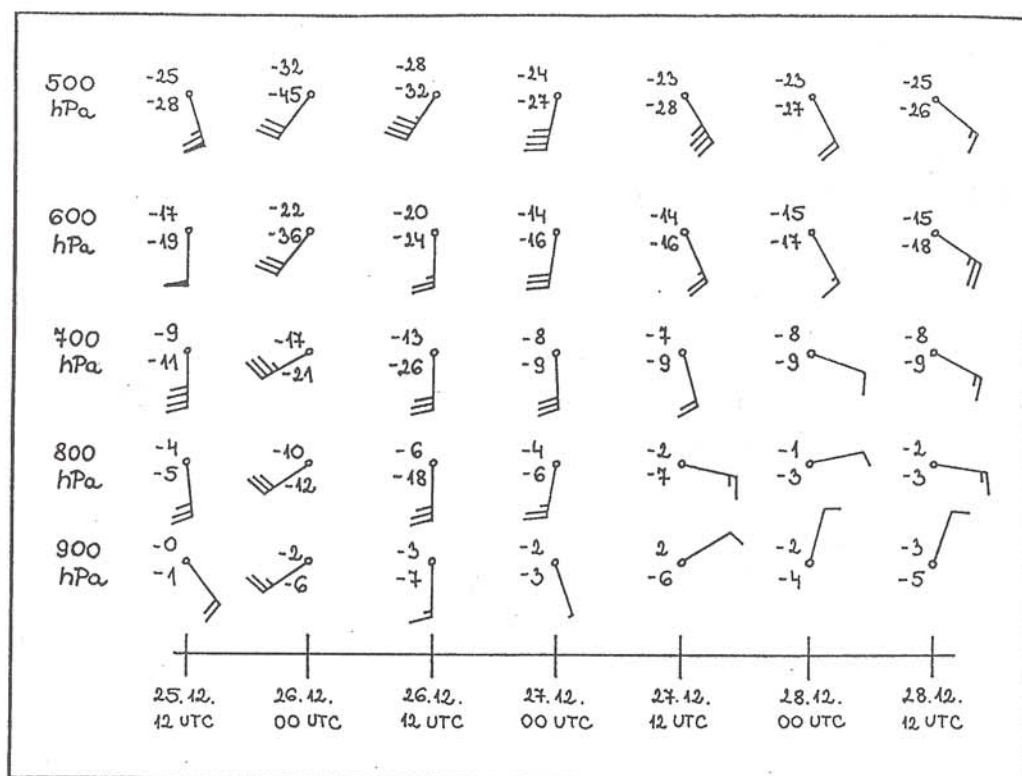 500 hPa -25 -32 -28 -24 -23 -23 -25
-28 -45 -32 -27 -28 -27 -26
600 hPa -17 -22 -20 -14 -14 -15 -15
-19 -36 -24 -16 -16 -17 -18
700 hPa -9 -17 -13 -8 -7 -8 -8
-11 -21 -26 -9 -9 -9 -9
800 hPa -4 -10 -6 -4 -2 -1 -2
-5 -12 -18 -6 -7 -3 -3
900 hPa -0 -2 -3 -2 2 -2 -3
-1 -6 -7 -3 -6 -4 -5
25.12. 26.12. 26.12. 27.12. 27.12. 28.12. 28.12.
12 UTC 00 UTC 12 UTC 00 UTC 12 UTC 00 UTC 12 UTC